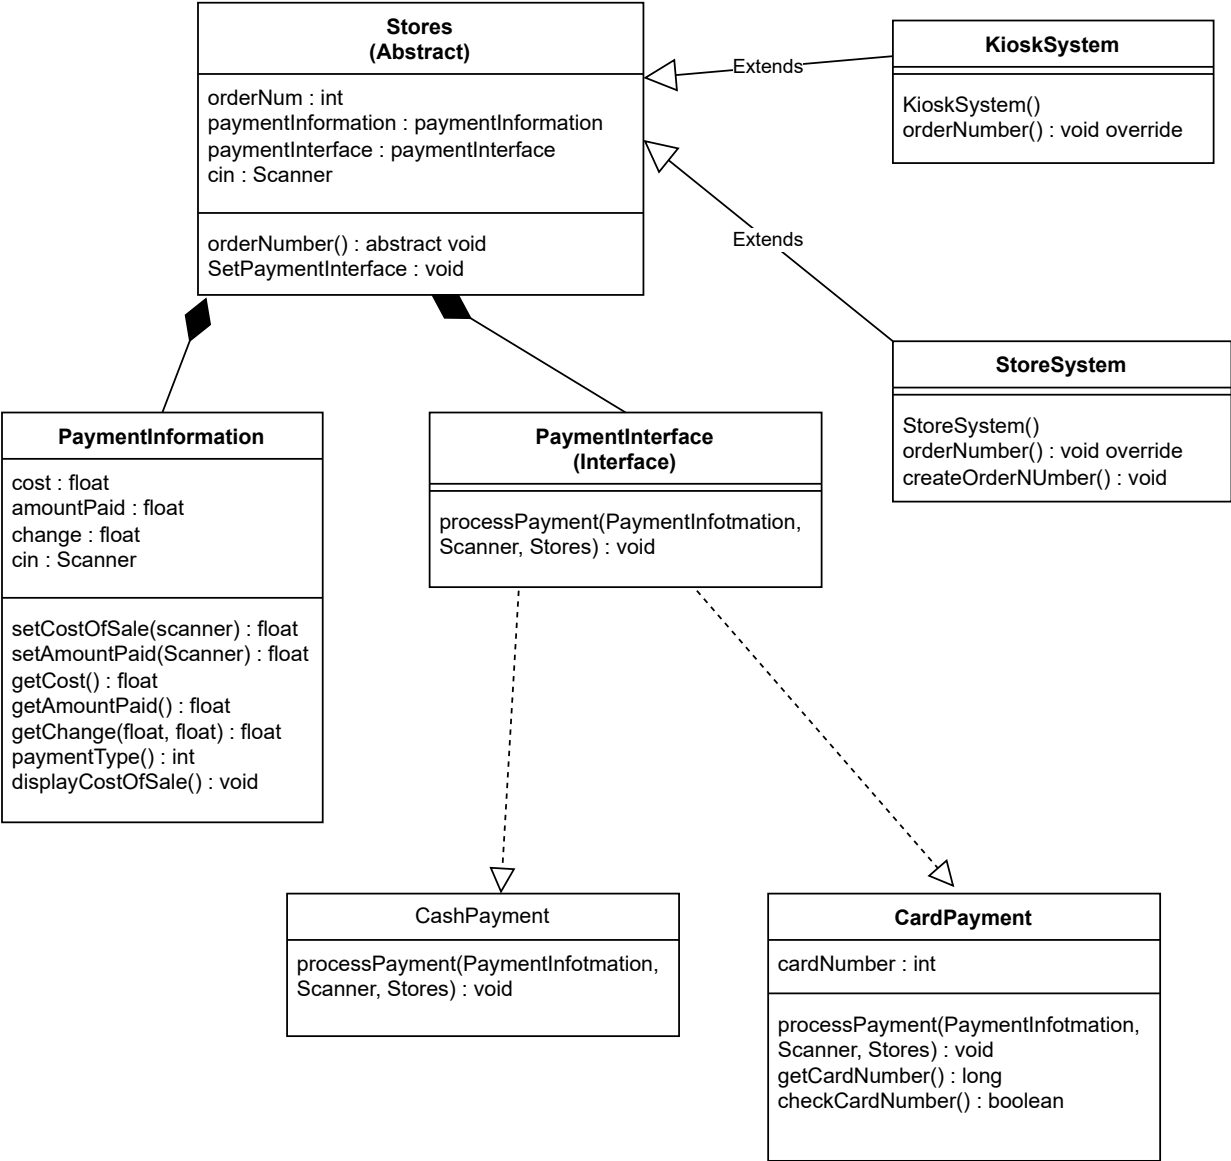 Stores
(Abstract)
orderNum : int
paymentInformation : paymentInformation
paymentInterface : paymentInterface
cin : Scanner
orderNumber() : abstract void
SetPaymentInterface : void
Extends
KioskSystem
KioskSystem()
orderNumber() : void override
Extends
StoreSystem
StoreSystem()
orderNumber() : void override
createOrderNUmber() : void
PaymentInformation
cost : float
amountPaid : float
change : float
cin : Scanner
setCostOfSale(scanner) : float
setAmountPaid(Scanner) : float
getCost() : float
getAmountPaid() : float
getChange(float, float) : float
paymentType() : int
displayCostOfSale() : void
PaymentInterface
(Interface)
processPayment(PaymentInfotmation,
Scanner, Stores) : void
CashPayment
processPayment(PaymentInfotmation,
Scanner, Stores) : void
CardPayment
cardNumber : int
processPayment(PaymentInfotmation,
Scanner, Stores) : void
getCardNumber() : long
checkCardNumber() : boolean